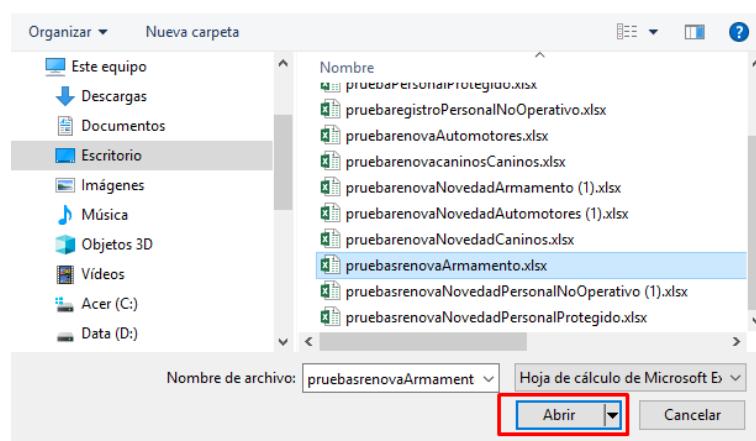 Organizar Nueva carpeta
Este equipo
Descargas
Documentos
Escritorio
Imágenes
Música
Objetos 3D
Vídeos
Acer (C:)
Data (D:)
Nombre
pruebaPersonalProtegido.xlsx
pruebaregistroPersonalNoOperativo.xlsx
pruebarenovaAutomotores.xlsx
pruebarenovacaninosCaninos.xlsx
pruebarenovaNovedadArmamento (1).xlsx
pruebarenovaNovedadAutomotores (1).xlsx
pruebarenovaNovedadCaninos.xlsx
pruebasrenovaArmamento.xlsx
pruebasrenovaNovedadPersonalNoOperativo (1).xlsx
pruebasrenovaNovedadPersonalProtegido.xlsx
Nombre de archivo: pruebasrenovaArmament Hoja de cálculo de Microsoft Ex
Abrir Cancelar